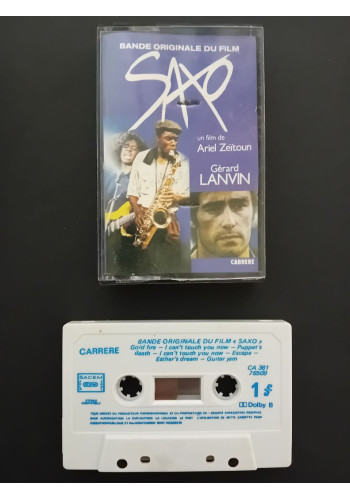 BANDE ORIGINALE DU FILM
SAXO
un film de
Ariel Zeïtoun
Gérard
LANVIN
CARRERE
BANDE ORIGINALE DU FILM « SAXO »
CARRERE
Gold fire – I can't touch you now – Puppet's
death – I can't touch you now – Escape –
Esther's dream – Guitar jam
SACEM
CA 361
76508
1
Dolby B